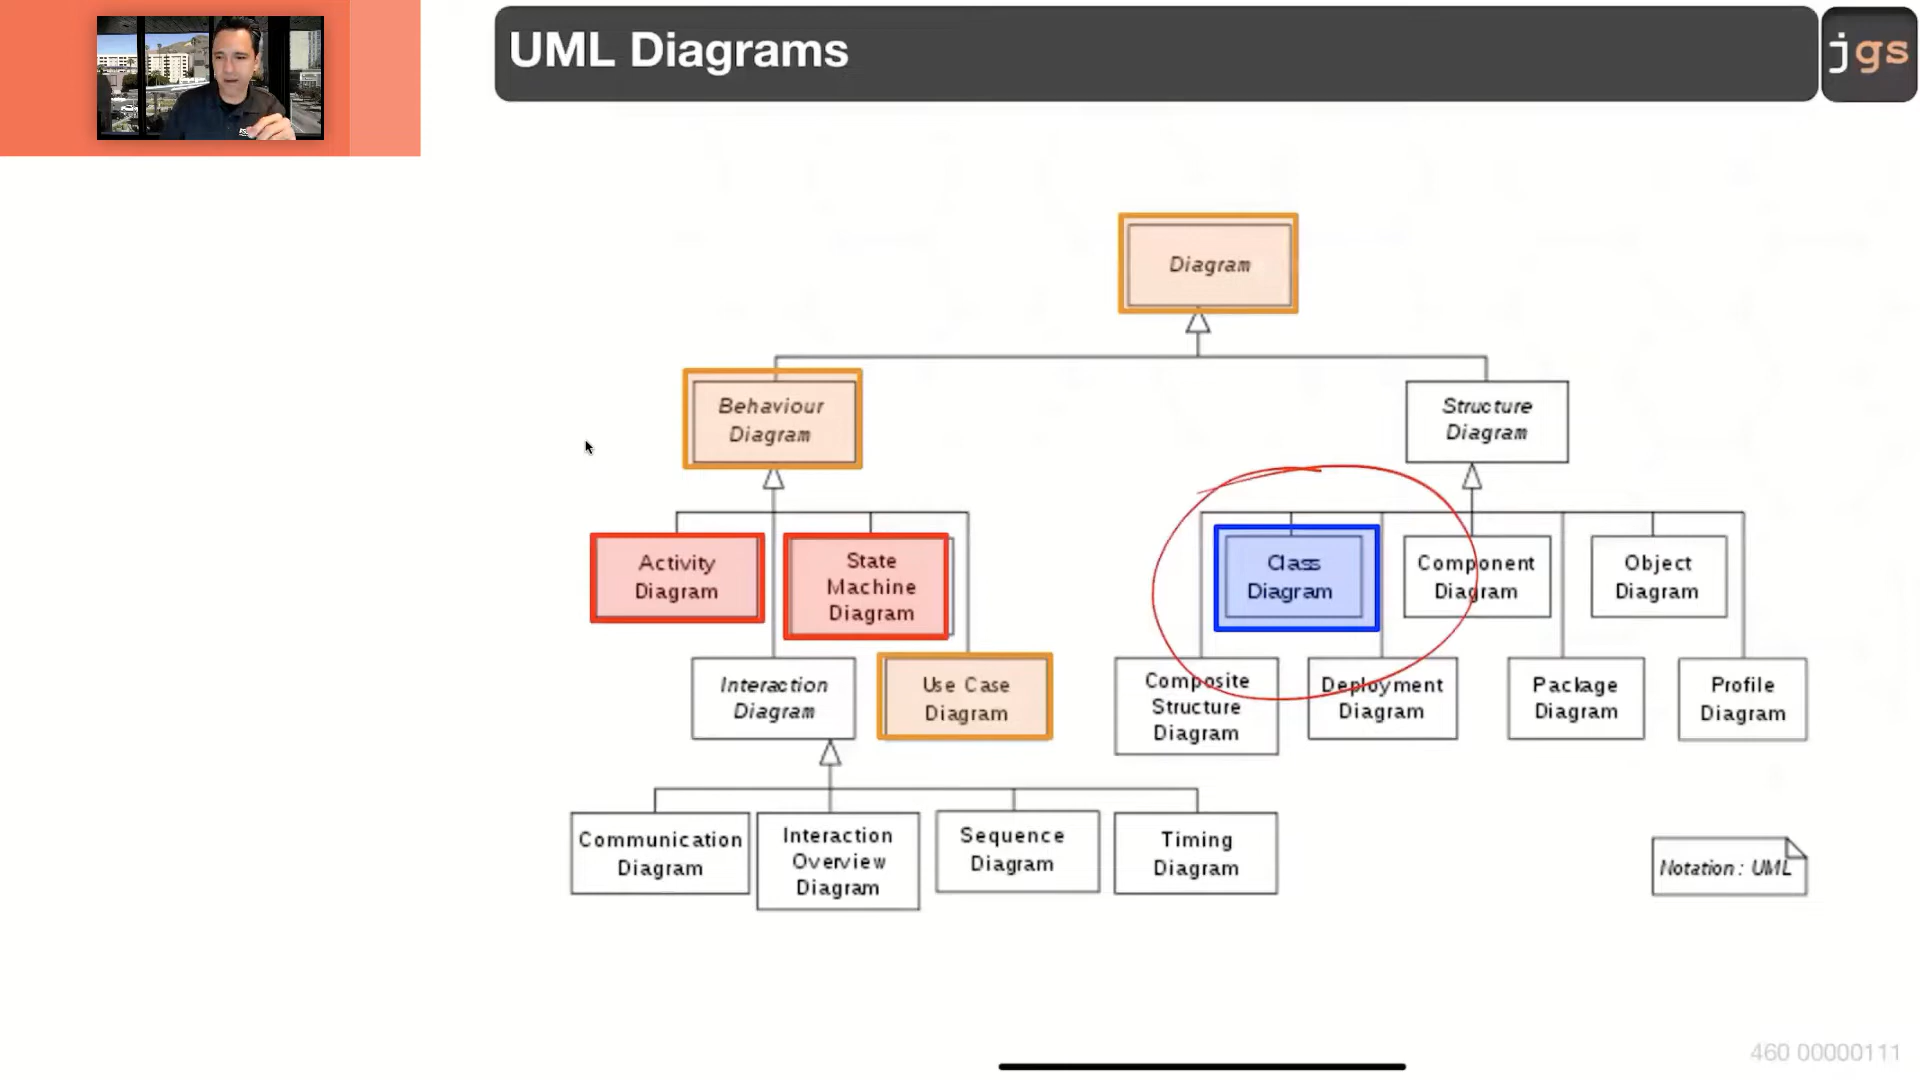 UML Diagrams
jgs
Diagram
Behaviour
Diagram
Structure
Diagram
Activity
Diagram
State
Machine
Diagram
Class
Diagram
Component
Diagram
Object
Diagram
Interaction
Diagram
Use Case
Diagram
Composite
Structure
Diagram
Deployment
Diagram
Package
Diagram
Profile
Diagram
Communication
Diagram
Interaction
Overview
Diagram
Sequence
Diagram
Timing
Diagram
Notation : UML
460 00000111